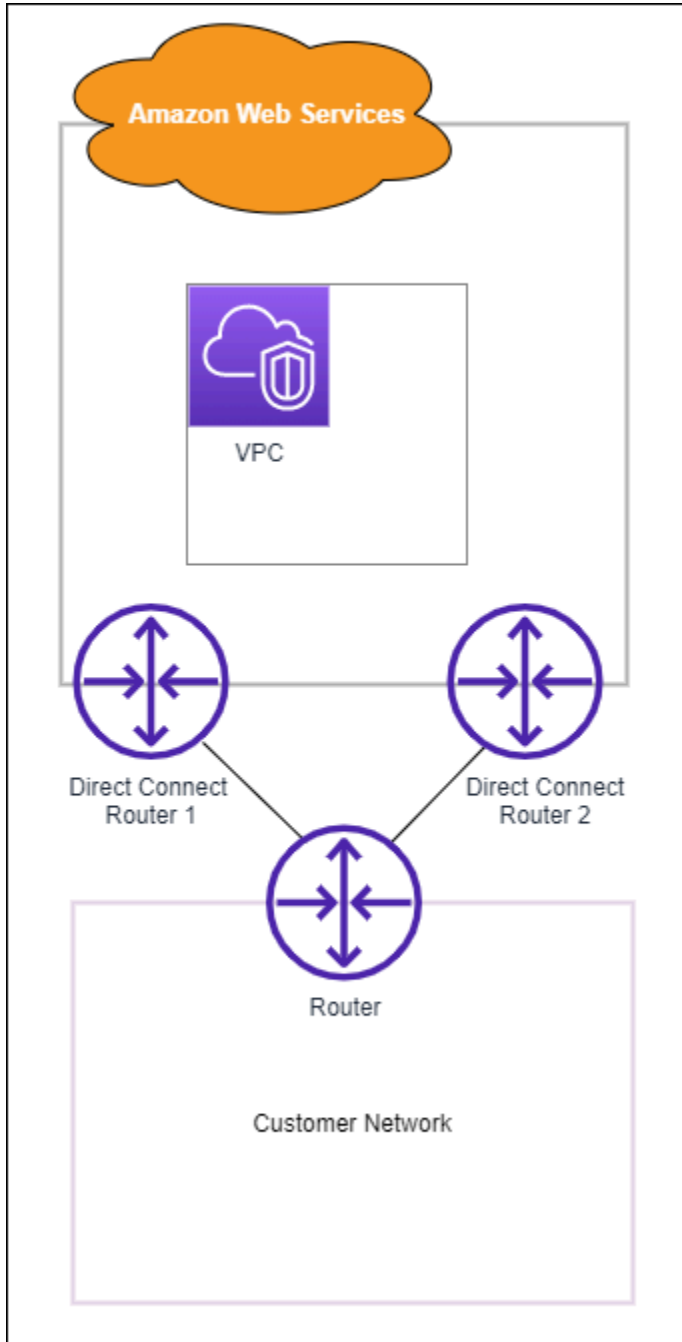 Amazon Web Services
VPC
Direct Connect
Router 1
Direct Connect
Router 2
Router
Customer Network